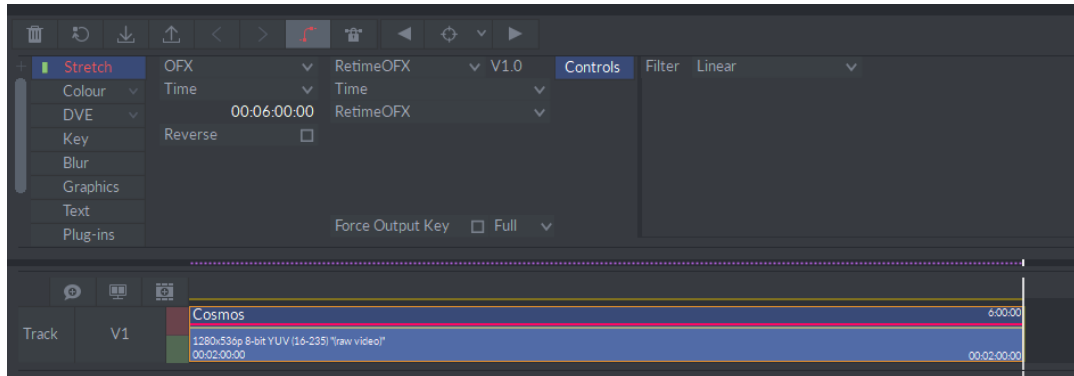 Stretch OFX RetimeOFX V1.0 Controls Filter Linear
Colour Time Time
DVE 00:06:00:00 RetimeOFX
Key Reverse
Blur
Graphics
Text
Plug-ins Force Output Key Full
Cosmos 6:00:00
Track V1
1280x536p 8-bit YUV (16-235) "(raw video)"
00:02:00:00 00:02:00:00